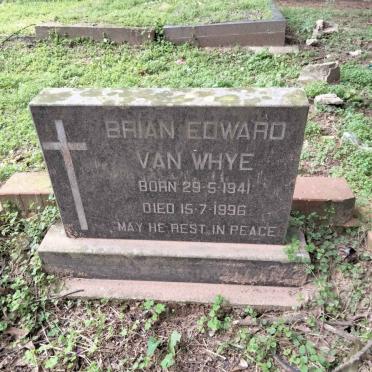 BRIAN EDWARD
VAN WHYE
BORN 29-5-1941
DIED 15-7-1996
MAY HE REST IN PEACE